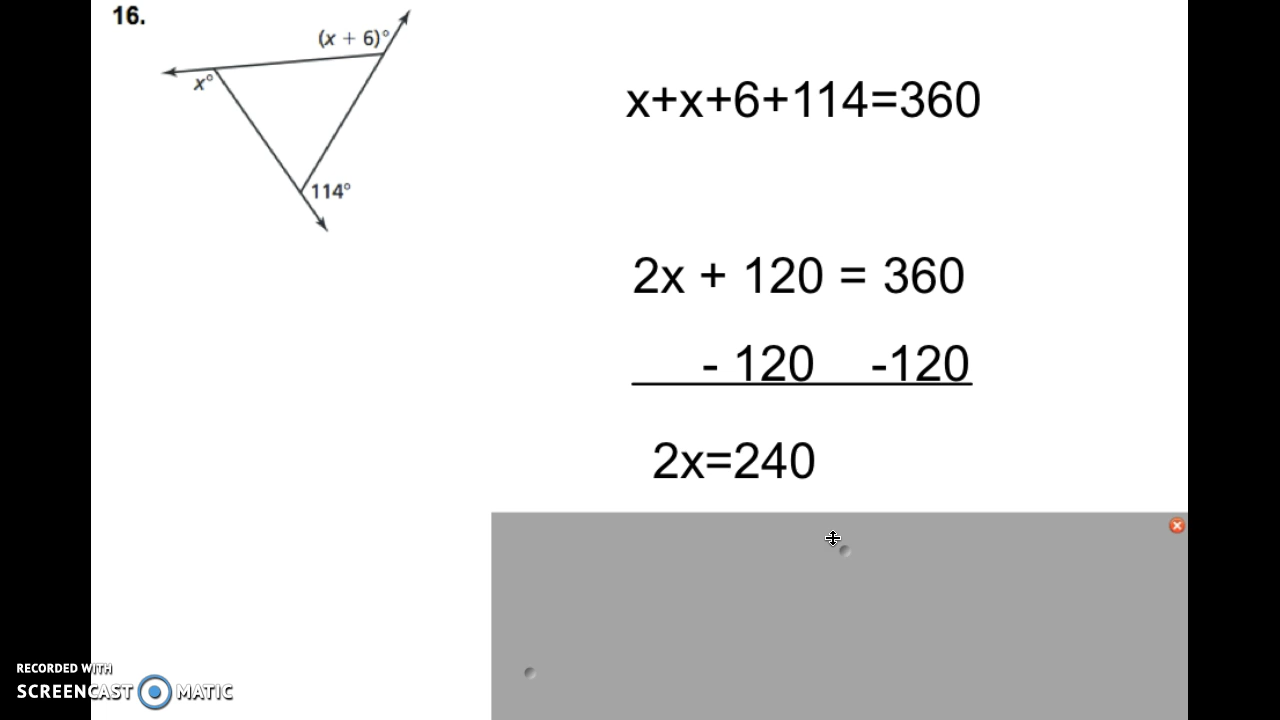 16.
(x + 6)°
x°
114°
x+x+6+114=360
2x + 120 = 360
- 120 -120
2x=240
RECORDED WITH
SCREENCAST MATIC